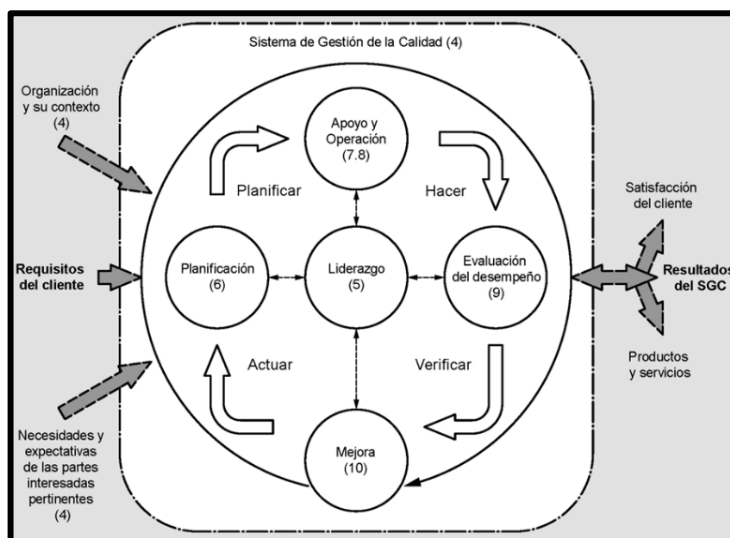 Sistema de Gestión de la Calidad (4)
Organización
y su contexto
(4)
Apoyo y
Operación
(7.8)
Planificar
Hacer
Satisfacción
del cliente
Requisitos
del cliente
Planificación
(6)
Liderazgo
(5)
Evaluación
del desempeño
(9)
Resultados
del SGC
Actuar
Verificar
Productos
y servicios
Necesidades y
expectativas
de las partes
interesadas
pertinentes
(4)
Mejora
(10)